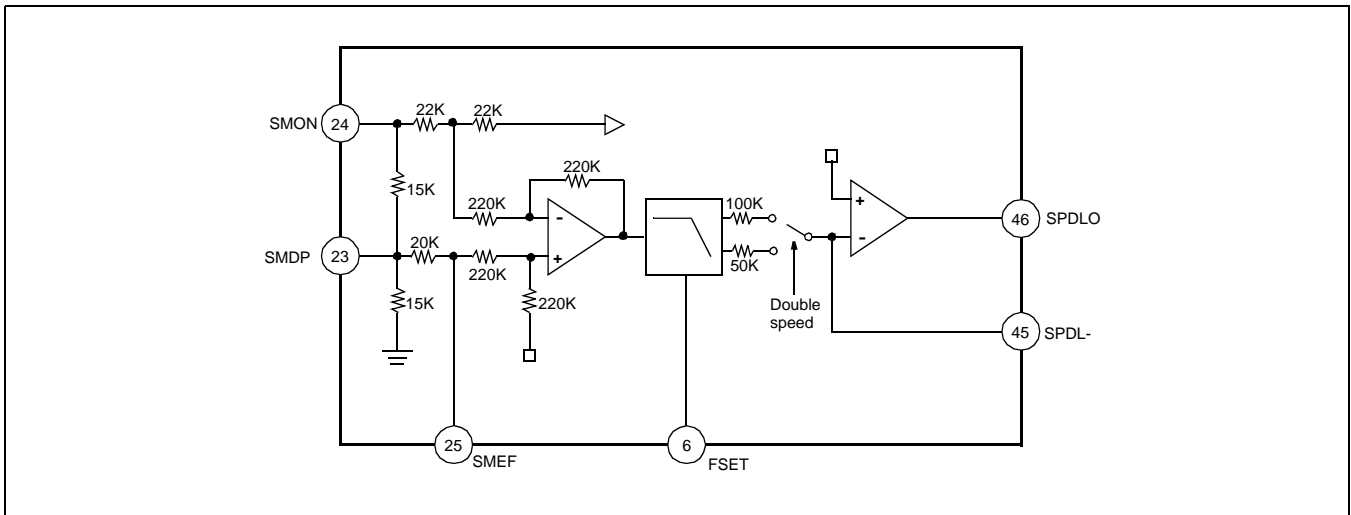 22K 22K
SMON 24
15K
220K
220K
100K
+
-
46 SPDLO
-
+
20K
SMDP 23
220K
50K
15K
220K
Double
speed
45 SPDL-
25
SMEF
6
FSET